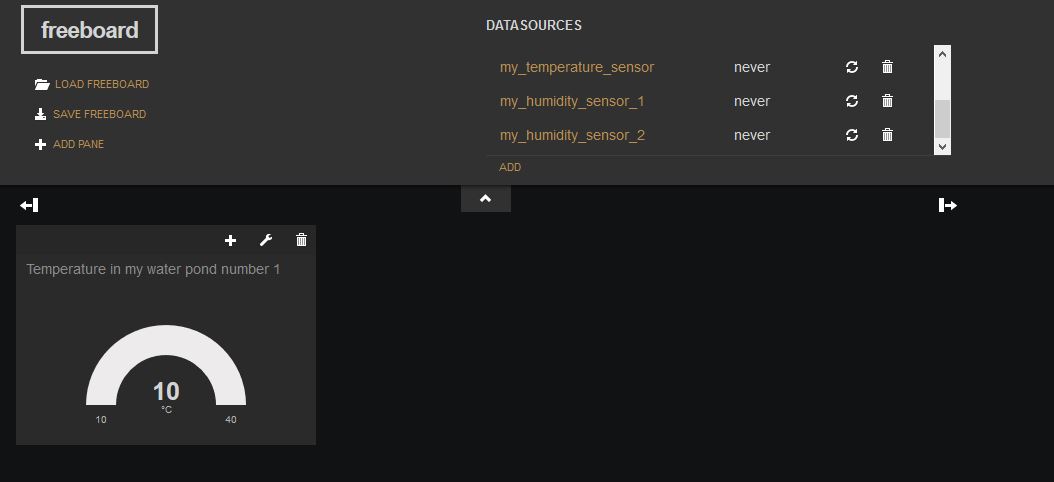 freeboard
LOAD FREEBOARD
SAVE FREEBOARD
ADD PANE
DATASOURCES
my_temperature_sensor never
my_humidity_sensor_1 never
my_humidity_sensor_2 never
ADD
Temperature in my water pond number 1
10
°C
10 40